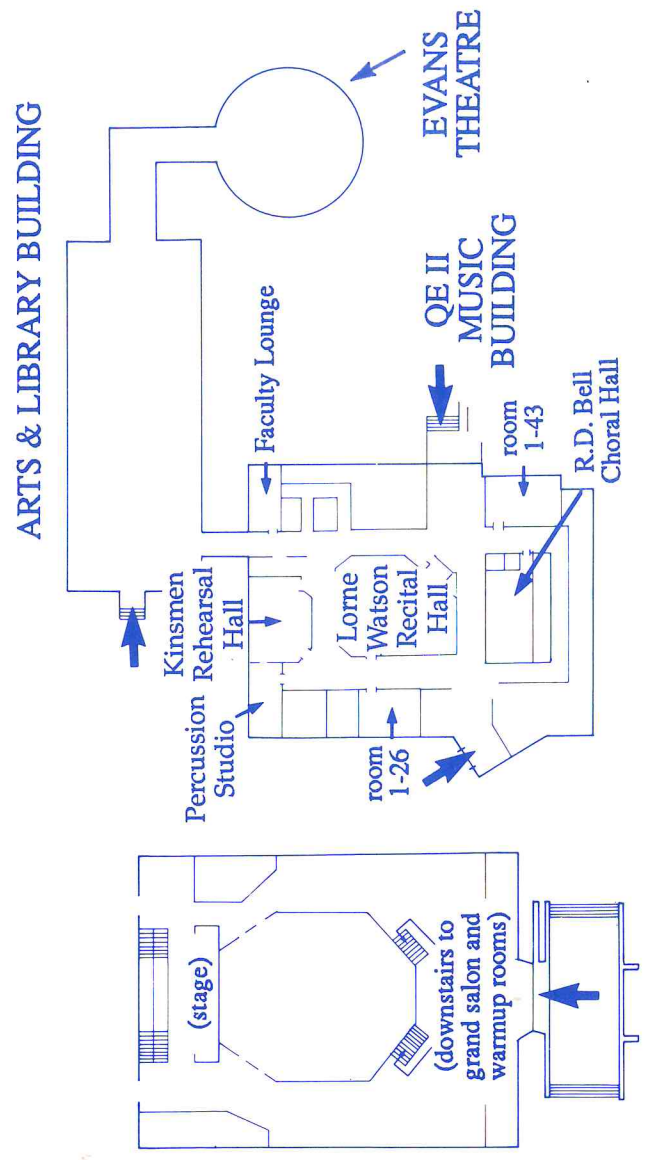 ARTS & LIBRARY BUILDING
EVANS
THEATRE
Faculty Lounge
QE II
MUSIC
BUILDING
Kinsmen
Rehearsal
Hall
Lorne
Watson
Recital
Hall
room
1-43
R.D. Bell
Choral Hall
Percussion
Studio
room
1-26
(stage)
(downstairs to
grand salon and
warmup rooms)